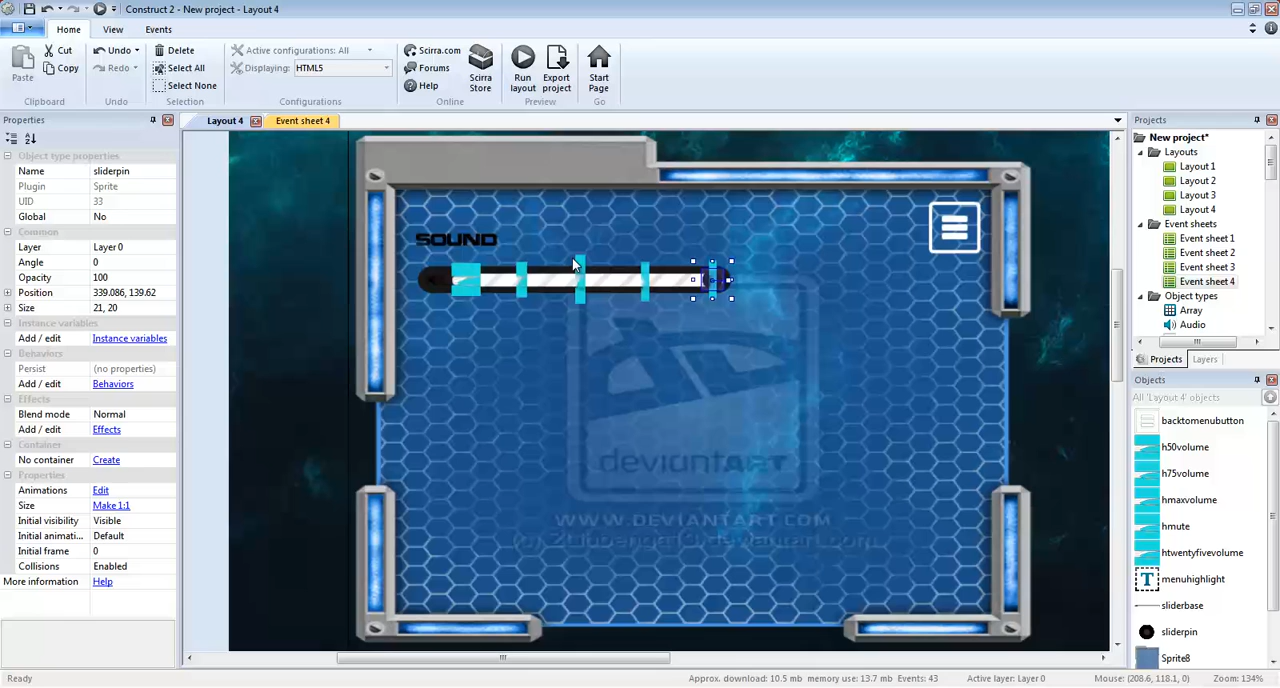 Construct 2 - New project - Layout 4
Home View Events
Paste
Cut
Copy
Clipboard
Undo
Redo
Undo
Delete
Select All
Select None
Selection
Active configurations: All
Displaying: HTML5
Configurations
Scirra.com
Forums
Help
Scirra Store
Online
Run layout
Export project
Preview
Start Page
Go
Properties
Layout 4
Event sheet 4
Object type properties
Name sliderpin
Plugin Sprite
UID 33
Global No
Common
Layer Layer 0
Angle 0
Opacity 100
Position 339.086, 139.62
Size 21, 20
Instance variables
Add / edit Instance variables
Behaviors
Persist (no properties)
Add / edit Behaviors
Effects
Blend mode Normal
Add / edit Effects
Container
No container Create
Properties
Animations Edit
Size Make 1:1
Initial visibility Visible
Initial animati... Default
Initial frame 0
Collisions Enabled
More information Help
SOUND
deviantART
WWW.DEVIANTART.COM
Projects
New project*
Layouts
Layout 1
Layout 2
Layout 3
Layout 4
Event sheets
Event sheet 1
Event sheet 2
Event sheet 3
Event sheet 4
Object types
Array
Audio
Projects Layers
Objects
All 'Layout 4' objects
backtomenubutton
h50volume
h75volume
hmaxvolume
hmute
htwentyfivevolume
T menuhighlight
sliderbase
sliderpin
Sprite8
Ready
Approx. download: 10.5 mb memory use: 13.7 mb Events: 43 Active layer: Layer 0 Mouse: (208.6, 118.1, 0) Zoom: 134%